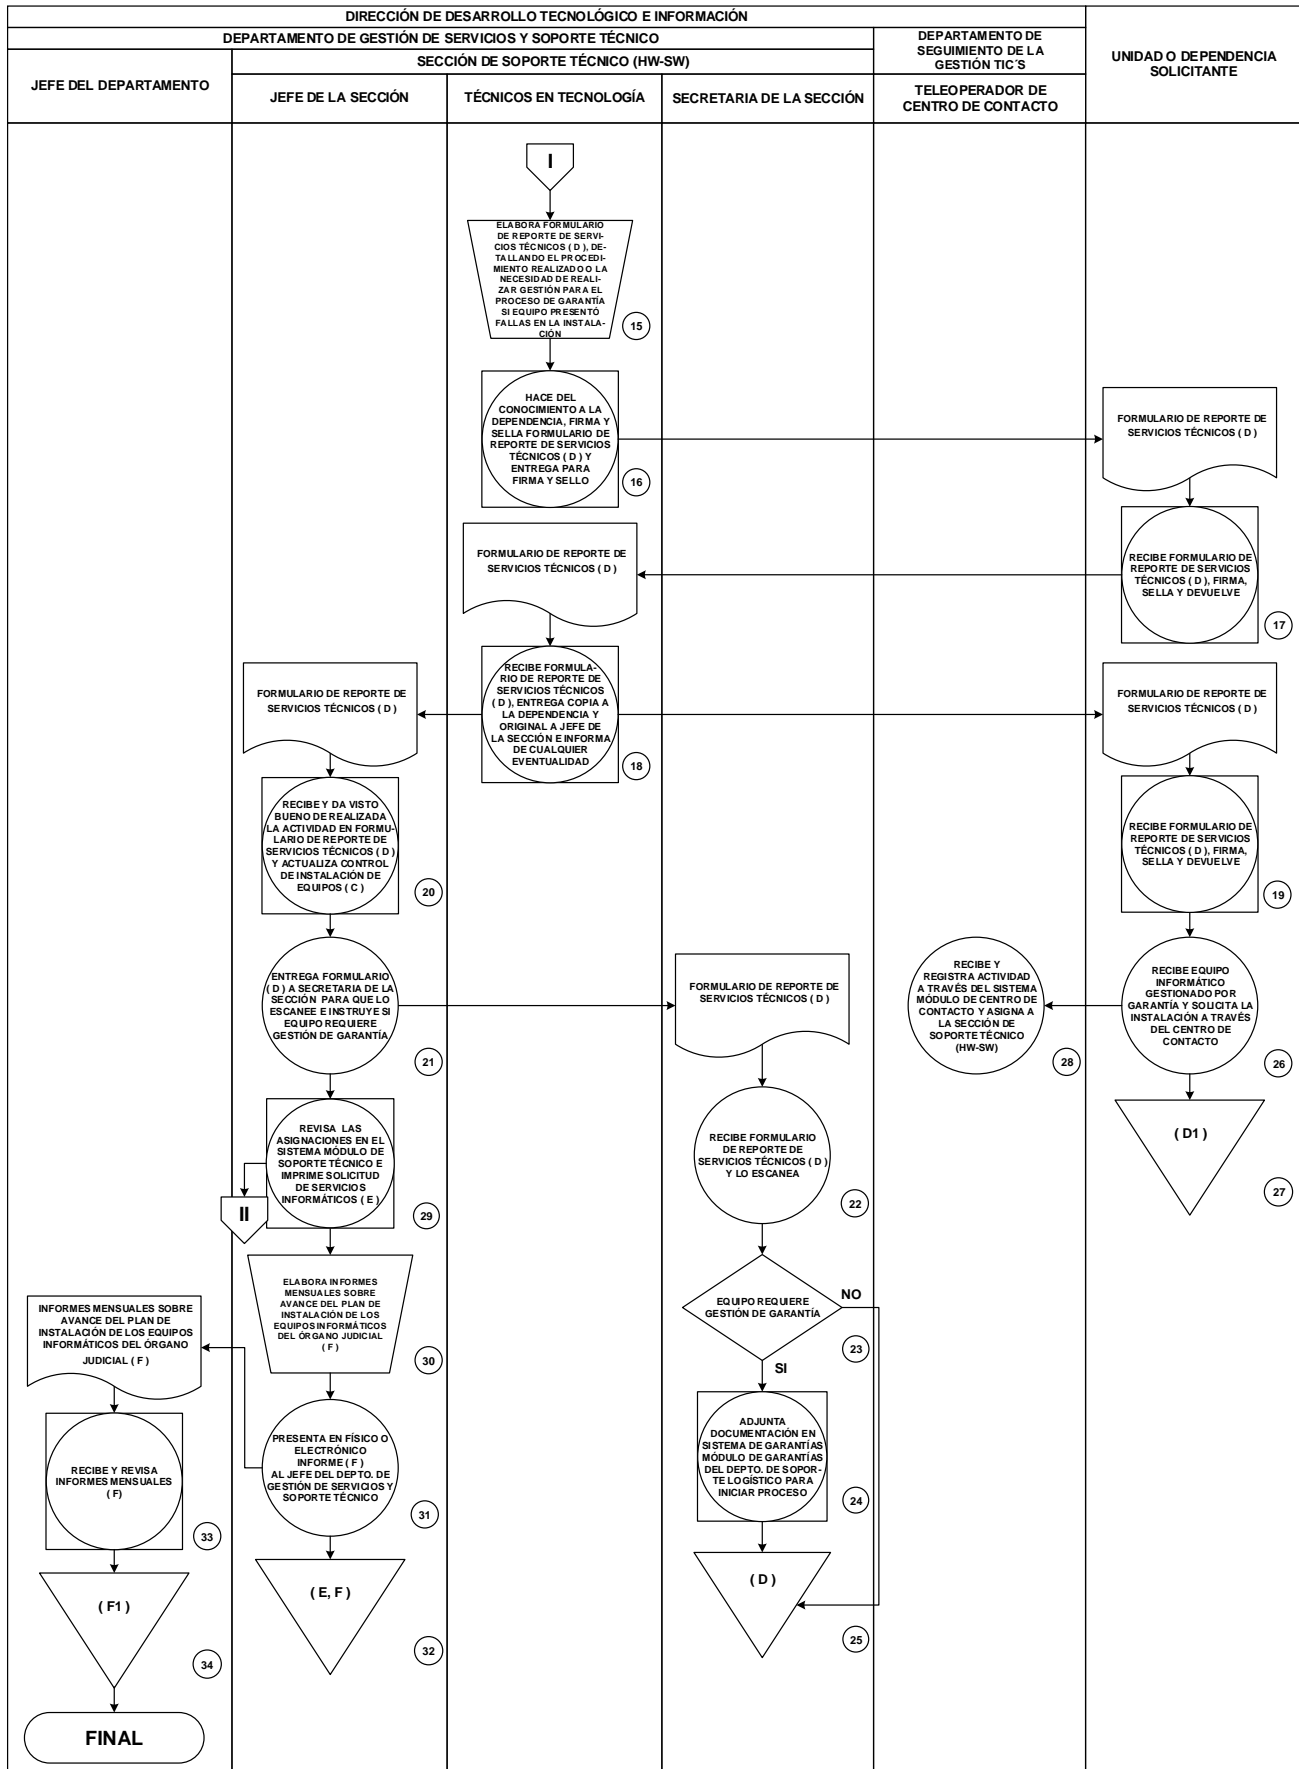 DIRECCIÓN DE DESARROLLO TECNOLÓGICO E INFORMACIÓN
DEPARTAMENTO DE GESTIÓN DE SERVICIOS Y SOPORTE TÉCNICO
DEPARTAMENTO DE
SEGUIMIENTO DE LA
GESTIÓN TIC´S
UNIDAD O DEPENDENCIA
SOLICITANTE
SECCIÓN DE SOPORTE TÉCNICO (HW-SW)
JEFE DEL DEPARTAMENTO
JEFE DE LA SECCIÓN
TÉCNICOS EN TECNOLOGÍA
SECRETARIA DE LA SECCIÓN
TELEOPERADOR DE
CENTRO DE CONTACTO
I
ELABORA FORMULARIO
DE REPORTE DE SERVI-
CIOS TÉCNICOS ( D ), DE-
TALLANDO EL PROCEDI-
MIENTO REALIZADO O LA
NECESIDAD DE REALI-
ZAR GESTIÓN PARA EL
PROCESO DE GARANTÍA
SI EQUIPO PRESENTÓ
FALLAS EN LA INSTALA-
CIÓN
15
HACE DEL
CONOCIMIENTO A LA
DEPENDENCIA, FIRMA Y
SELLA FORMULARIO DE
REPORTE DE SERVICIOS
TÉCNICOS ( D ) Y
ENTREGA PARA
FIRMA Y SELLO
16
FORMULARIO DE REPORTE DE
SERVICIOS TÉCNICOS ( D )
RECIBE FORMULARIO DE
REPORTE DE SERVICIOS
TÉCNICOS ( D ), FIRMA,
SELLA Y DEVUELVE
17
FORMULARIO DE REPORTE DE
SERVICIOS TÉCNICOS ( D )
RECIBE FORMULA-
RIO DE REPORTE DE
SERVICIOS TÉCNICOS
( D ), ENTREGA COPIA A
LA DEPENDENCIA Y
ORIGINAL A JEFE DE
LA SECCIÓN E INFORMA
DE CUALQUIER
EVENTUALIDAD
18
FORMULARIO DE REPORTE DE
SERVICIOS TÉCNICOS ( D )
FORMULARIO DE REPORTE DE
SERVICIOS TÉCNICOS ( D )
RECIBE Y DA VISTO
BUENO DE REALIZADA
LA ACTIVIDAD EN FORMU-
LARIO DE REPORTE DE
SERVICIOS TÉCNICOS ( D )
Y ACTUALIZA CONTROL
DE INSTALACIÓN DE
EQUIPOS ( C )
20
RECIBE FORMULARIO DE
REPORTE DE SERVICIOS
TÉCNICOS ( D ), FIRMA,
SELLA Y DEVUELVE
19
ENTREGA FORMULARIO
( D ) A SECRETARIA DE LA
SECCIÓN PARA QUE LO
ESCANEE E INSTRUYE SI
EQUIPO REQUIERE
GESTIÓN DE GARANTÍA
21
FORMULARIO DE REPORTE DE
SERVICIOS TÉCNICOS ( D )
RECIBE Y
REGISTRA ACTIVIDAD
A TRAVÉS DEL SISTEMA
MÓDULO DE CENTRO DE
CONTACTO Y ASIGNA A
LA SECCIÓN DE
SOPORTE TÉCNICO
(HW-SW)
28
RECIBE EQUIPO
INFORMÁTICO
GESTIONADO POR
GARANTÍA Y SOLICITA LA
INSTALACIÓN A TRAVÉS
DEL CENTRO DE
CONTACTO
26
REVISA LAS
ASIGNACIONES EN EL
SISTEMA MÓDULO DE
SOPORTE TÉCNICO E
IMPRIME SOLICITUD
DE SERVICIOS
INFORMÁTICOS ( E )
29
II
RECIBE FORMULARIO
DE REPORTE DE
SERVICIOS TÉCNICOS ( D )
Y LO ESCANEA
22
( D1 )
27
ELABORA INFORMES
MENSUALES SOBRE
AVANCE DEL PLAN DE
INSTALACIÓN DE LOS
EQUIPOS INFORMÁTICOS
DEL ÓRGANO JUDICIAL
( F )
30
EQUIPO REQUIERE
GESTIÓN DE GARANTÍA
NO
23
SI
INFORMES MENSUALES SOBRE
AVANCE DEL PLAN DE
INSTALACIÓN DE LOS EQUIPOS
INFORMÁTICOS DEL ÓRGANO
JUDICIAL ( F )
PRESENTA EN FÍSICO O
ELECTRÓNICO
INFORME ( F )
AL JEFE DEL DEPTO. DE
GESTIÓN DE SERVICIOS Y
SOPORTE TÉCNICO
31
ADJUNTA
DOCUMENTACIÓN EN
SISTEMA DE GARANTÍAS
MÓDULO DE GARANTÍAS
DEL DEPTO. DE SOPOR-
TE LOGÍSTICO PARA
INICIAR PROCESO
24
RECIBE Y REVISA
INFORMES MENSUALES
( F)
33
( E, F )
32
( D )
25
( F1 )
34
FINAL